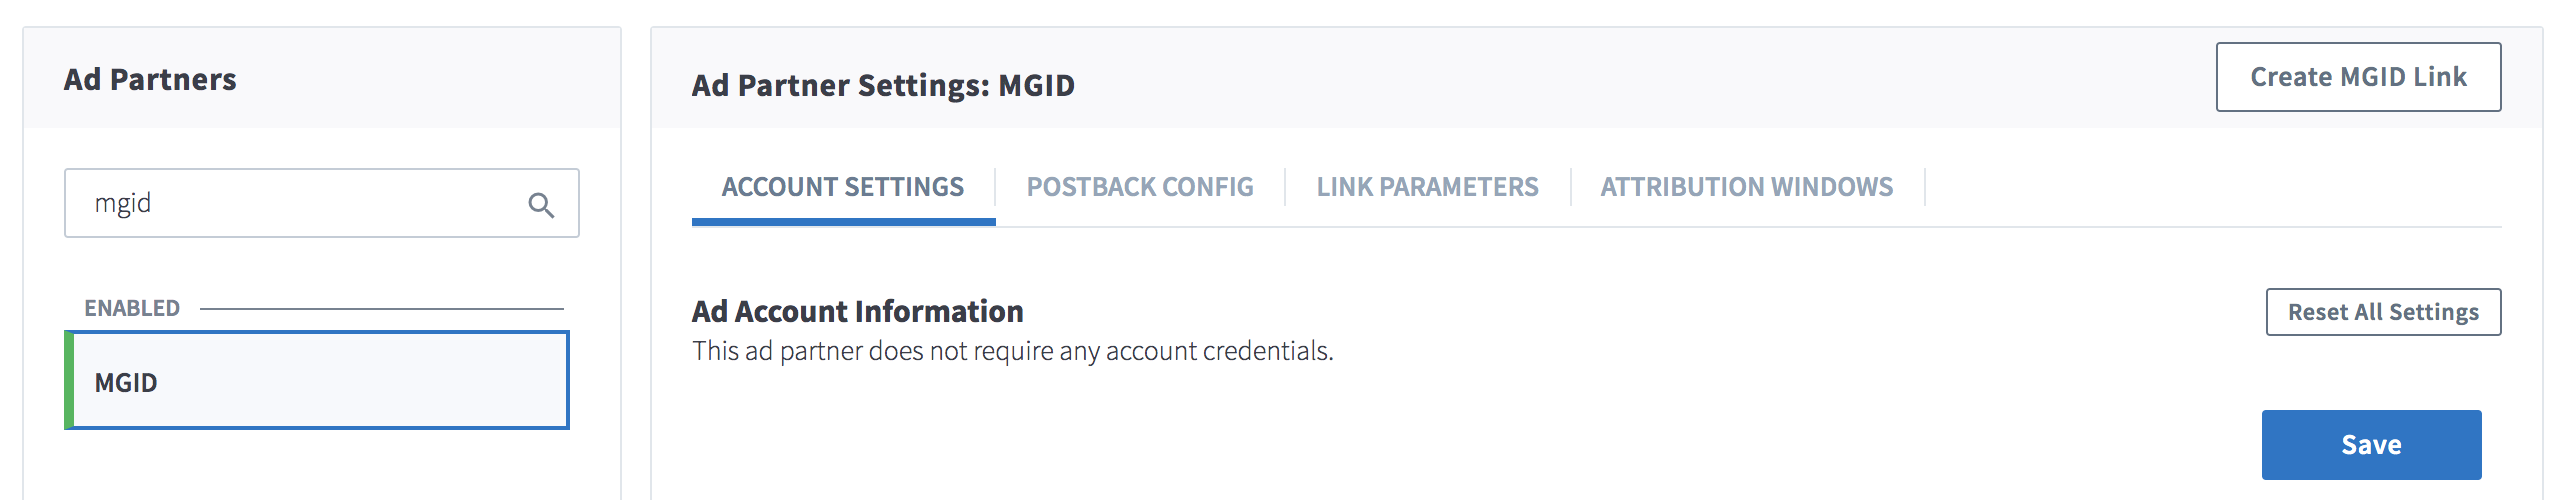 Ad Partners
mgid
ENABLED
MGID
Ad Partner Settings: MGID
Create MGID Link
ACCOUNT SETTINGS
POSTBACK CONFIG
LINK PARAMETERS
ATTRIBUTION WINDOWS
Ad Account Information
Reset All Settings
This ad partner does not require any account credentials.
Save